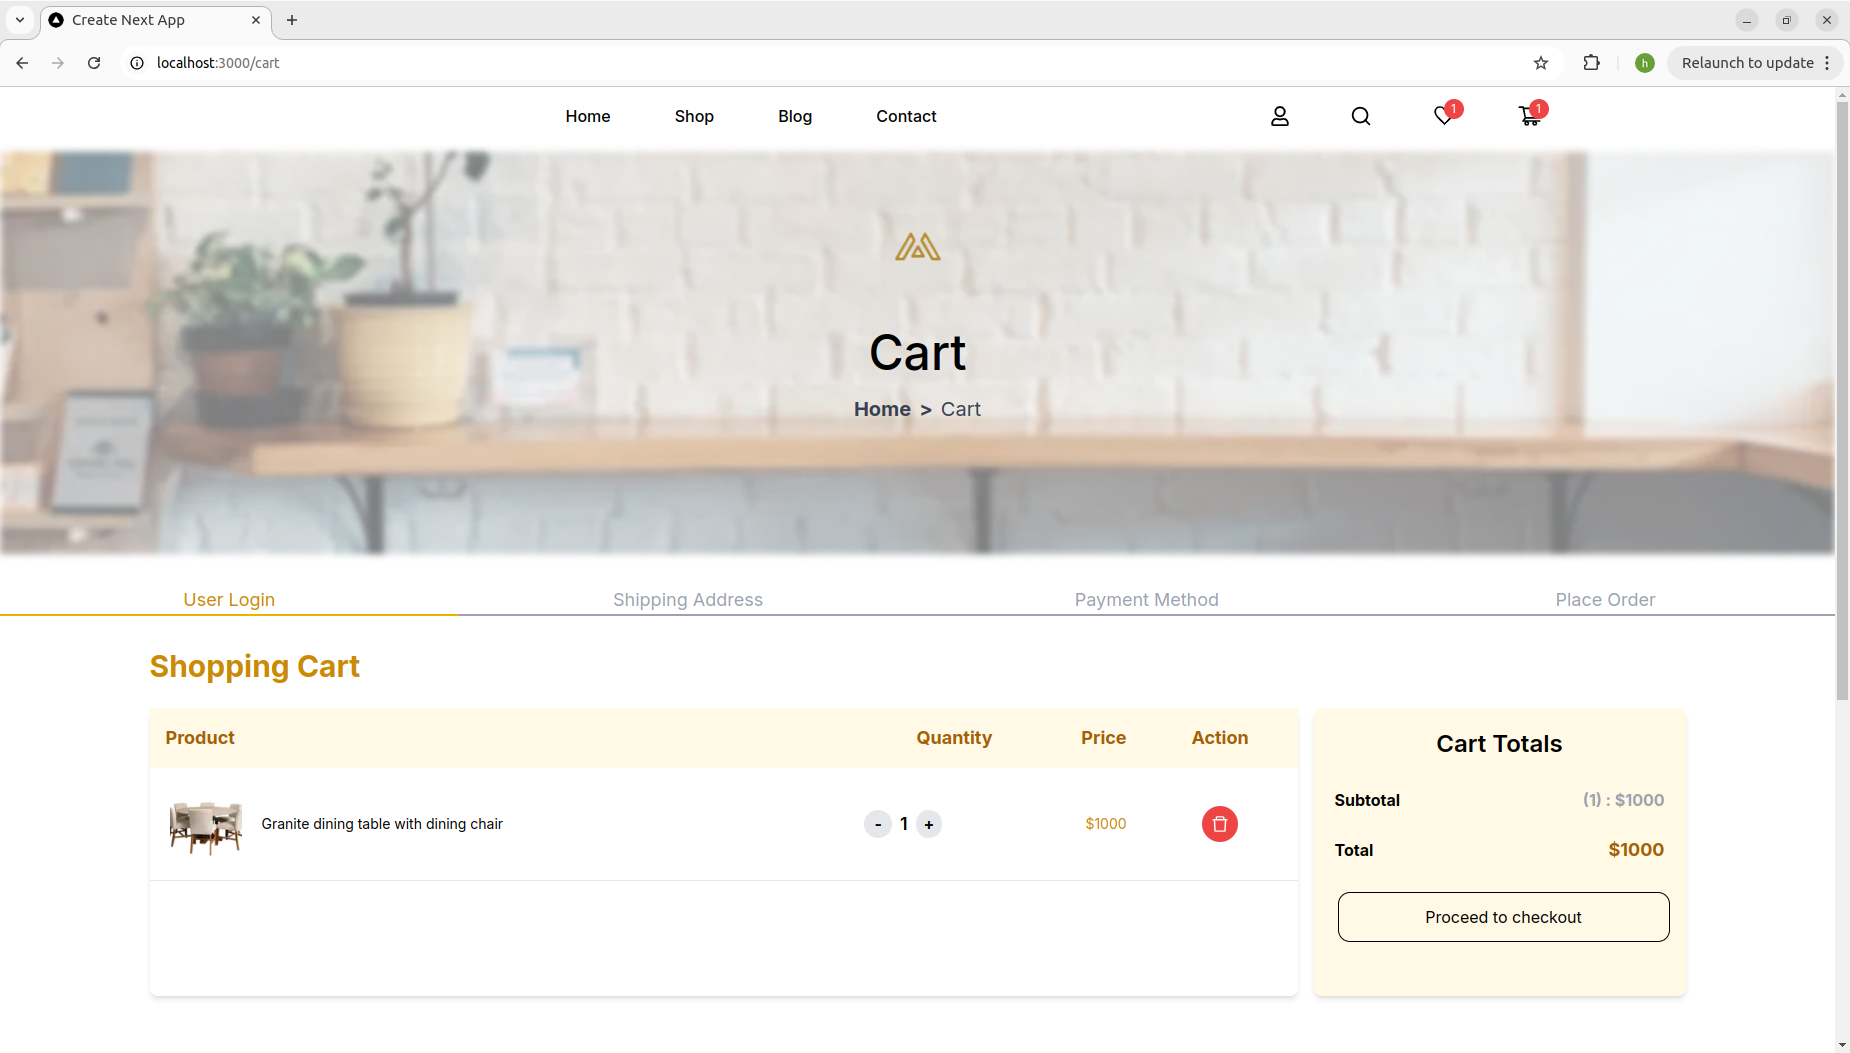 Create Next App
localhost:3000/cart
h
Relaunch to update
Home Shop Blog Contact
1 1
Cart
Home > Cart
User Login Shipping Address Payment Method Place Order
Shopping Cart
Product Quantity Price Action
Granite dining table with dining chair - 1 + $1000
Cart Totals
Subtotal (1) : $1000
Total $1000
Proceed to checkout